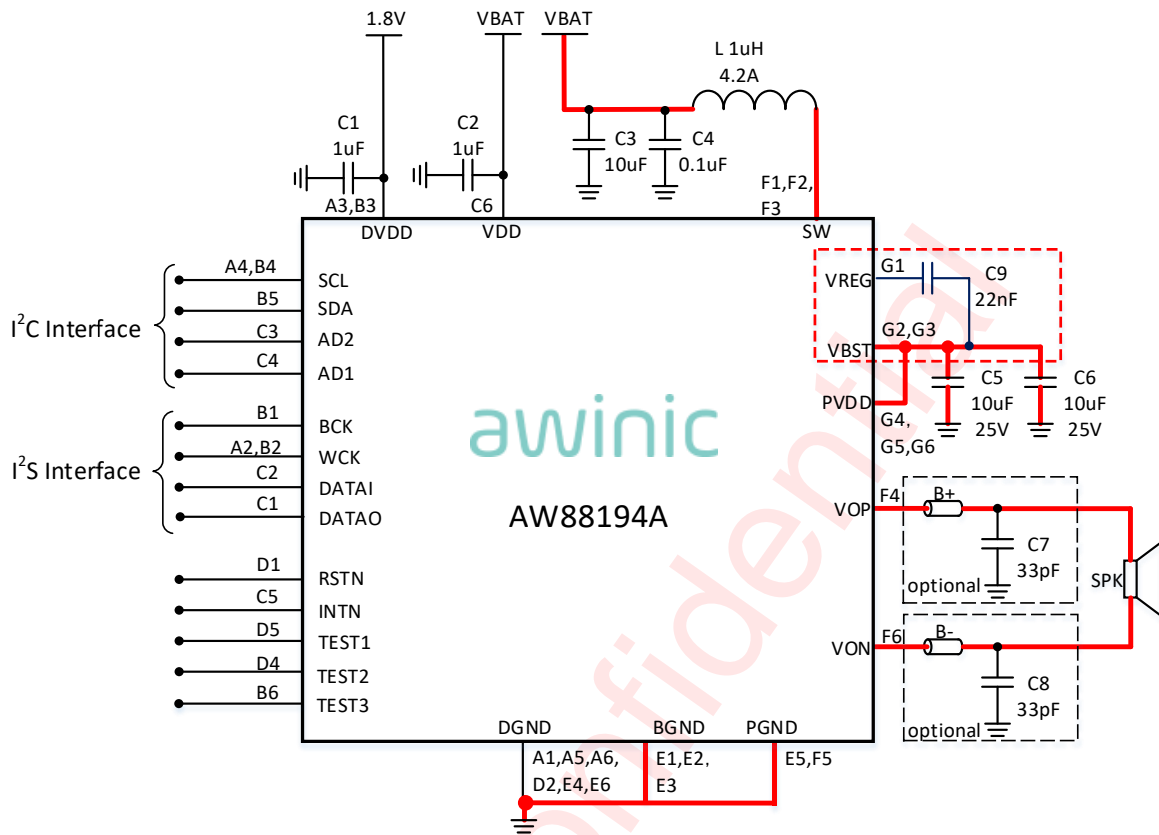 1.8V
VBAT
VBAT
L 1uH
4.2A
C1
1uF
C2
1uF
C3
10uF
C4
0.1uF
A3,B3
C6
F1,F2,
F3
DVDD
VDD
SW
I²C Interface
A4,B4
SCL
B5
SDA
C3
AD2
C4
AD1
I²S Interface
B1
BCK
A2,B2
WCK
C2
DATAI
C1
DATAO
D1
RSTN
C5
INTN
D5
TEST1
D4
TEST2
B6
TEST3
awinic
AW88194A
VREG
G1
C9
22nF
VBST
G2,G3
PVDD
G4,
G5,G6
C5
10uF
25V
C6
10uF
25V
VOP
F4
B+
C7
33pF
optional
SPK
VON
F6
B-
C8
33pF
optional
DGND
BGND
PGND
A1,A5,A6,
D2,E4,E6
E1,E2,
E3
E5,F5
Confidential